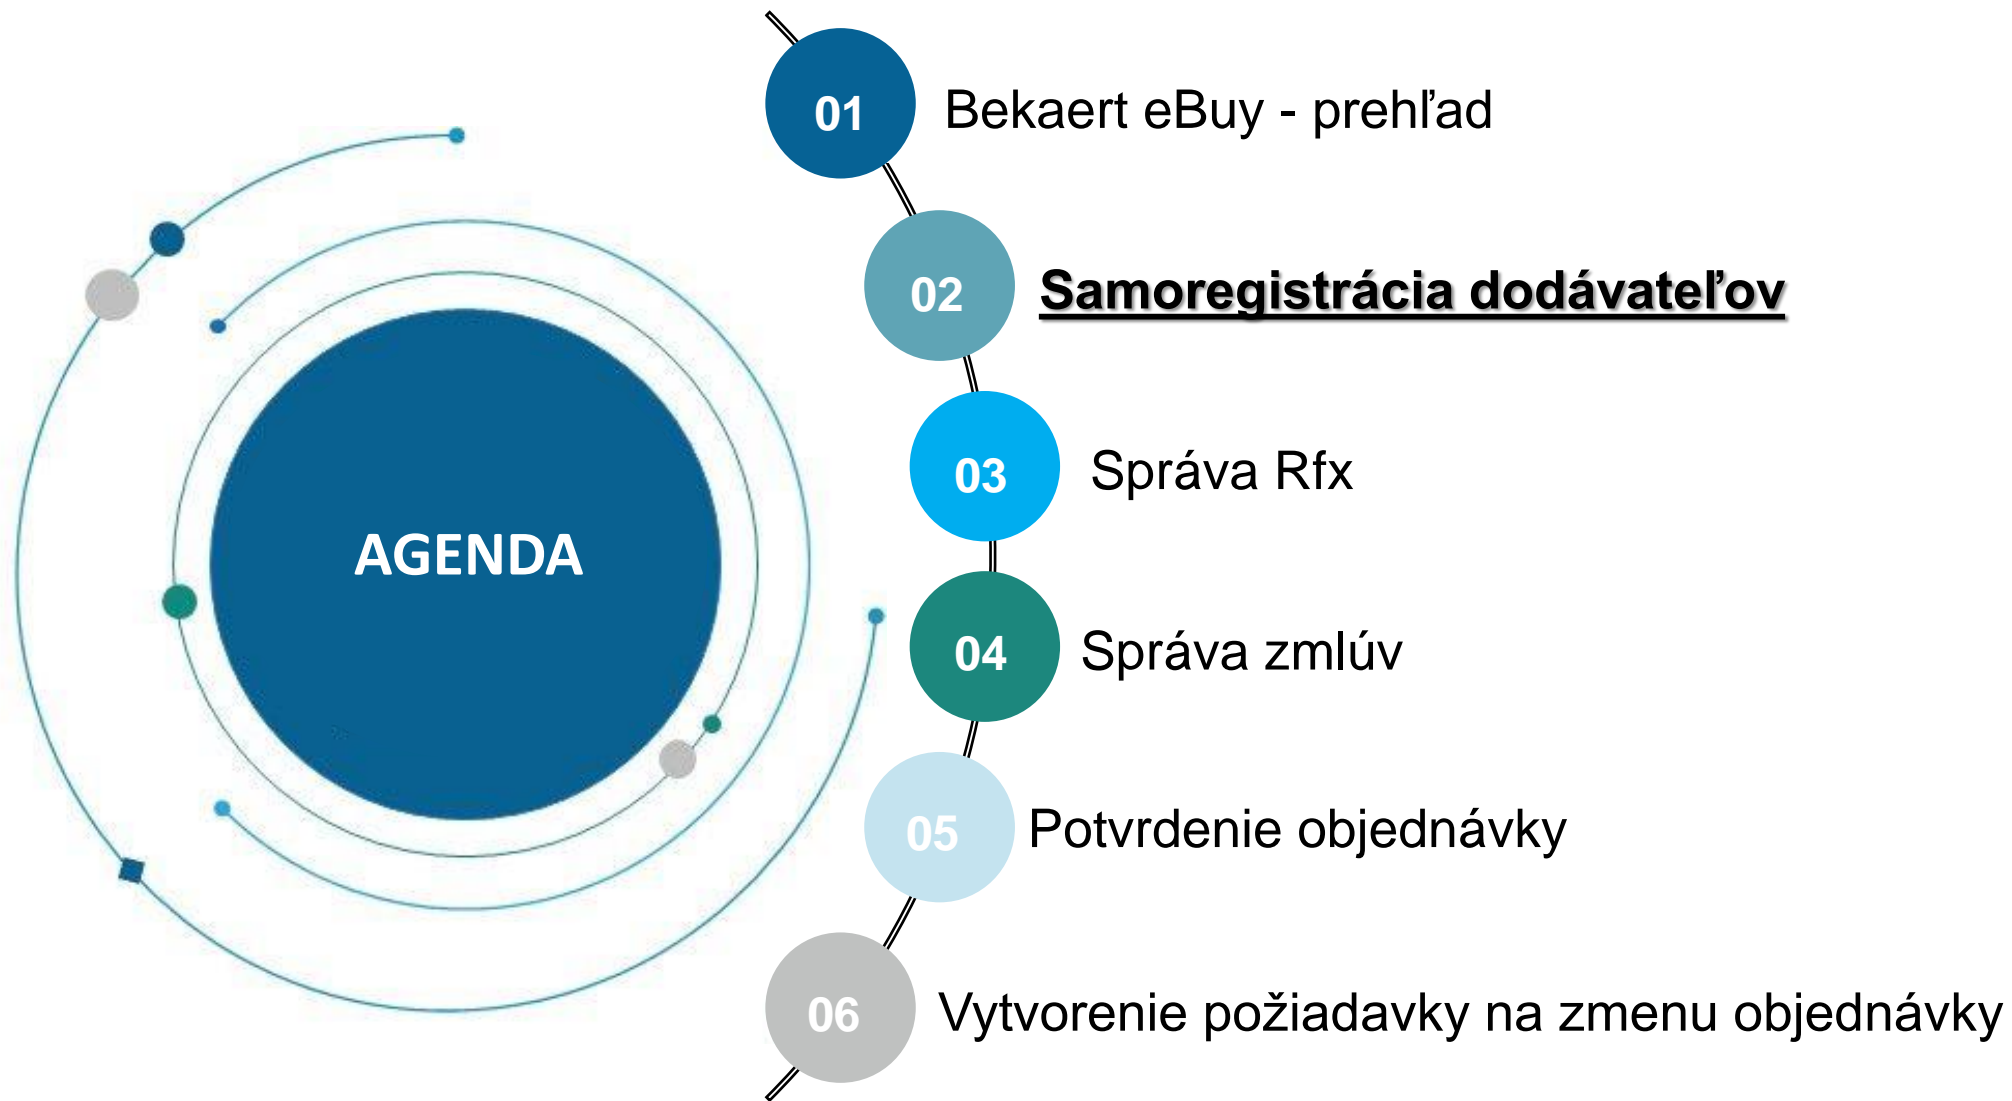 AGENDA
01 Bekaert eBuy - prehľad
02 Samoregistrácia dodávateľov
03 Správa Rfx
04 Správa zmlúv
05 Potvrdenie objednávky
06 Vytvorenie požiadavky na zmenu objednávky